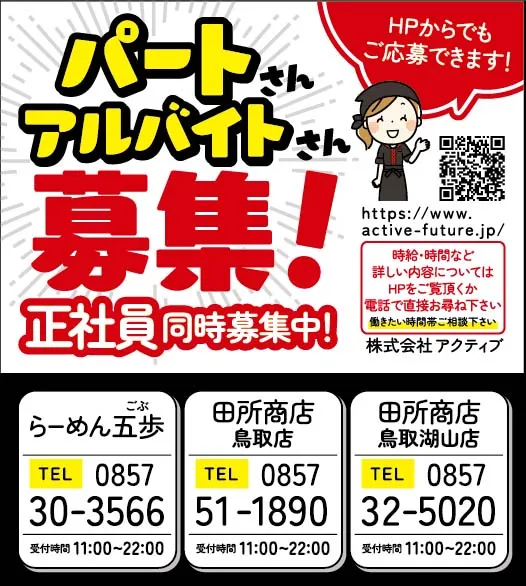 HPからでも
ご応募できます!
パートさん
アルバイトさん
募集!
正社員同時募集中!
https://www.
active-future.jp/
時給・時間など
詳しい内容については
HPをご覧頂くか
電話で直接お尋ね下さい
働きたい時間帯ご相談下さい
株式会社 アクティブ
ごぶ
らーめん五歩
TEL 0857
30-3566
受付時間 11:00~22:00
田所商店
鳥取店
TEL 0857
51-1890
受付時間 11:00~22:00
田所商店
鳥取湖山店
TEL 0857
32-5020
受付時間 11:00~22:00